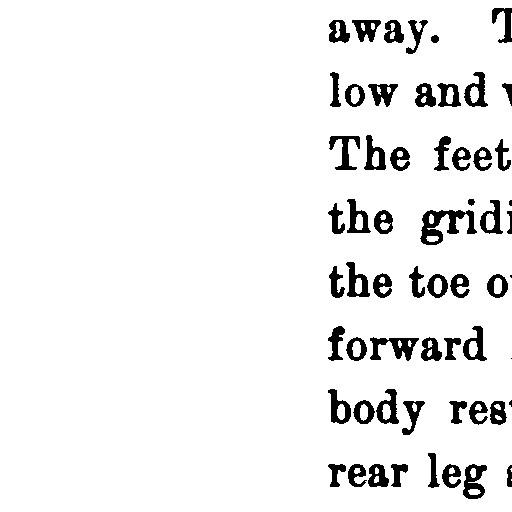 away.
low and
The feet
the gridi
the toe
forward
body res
rear leg